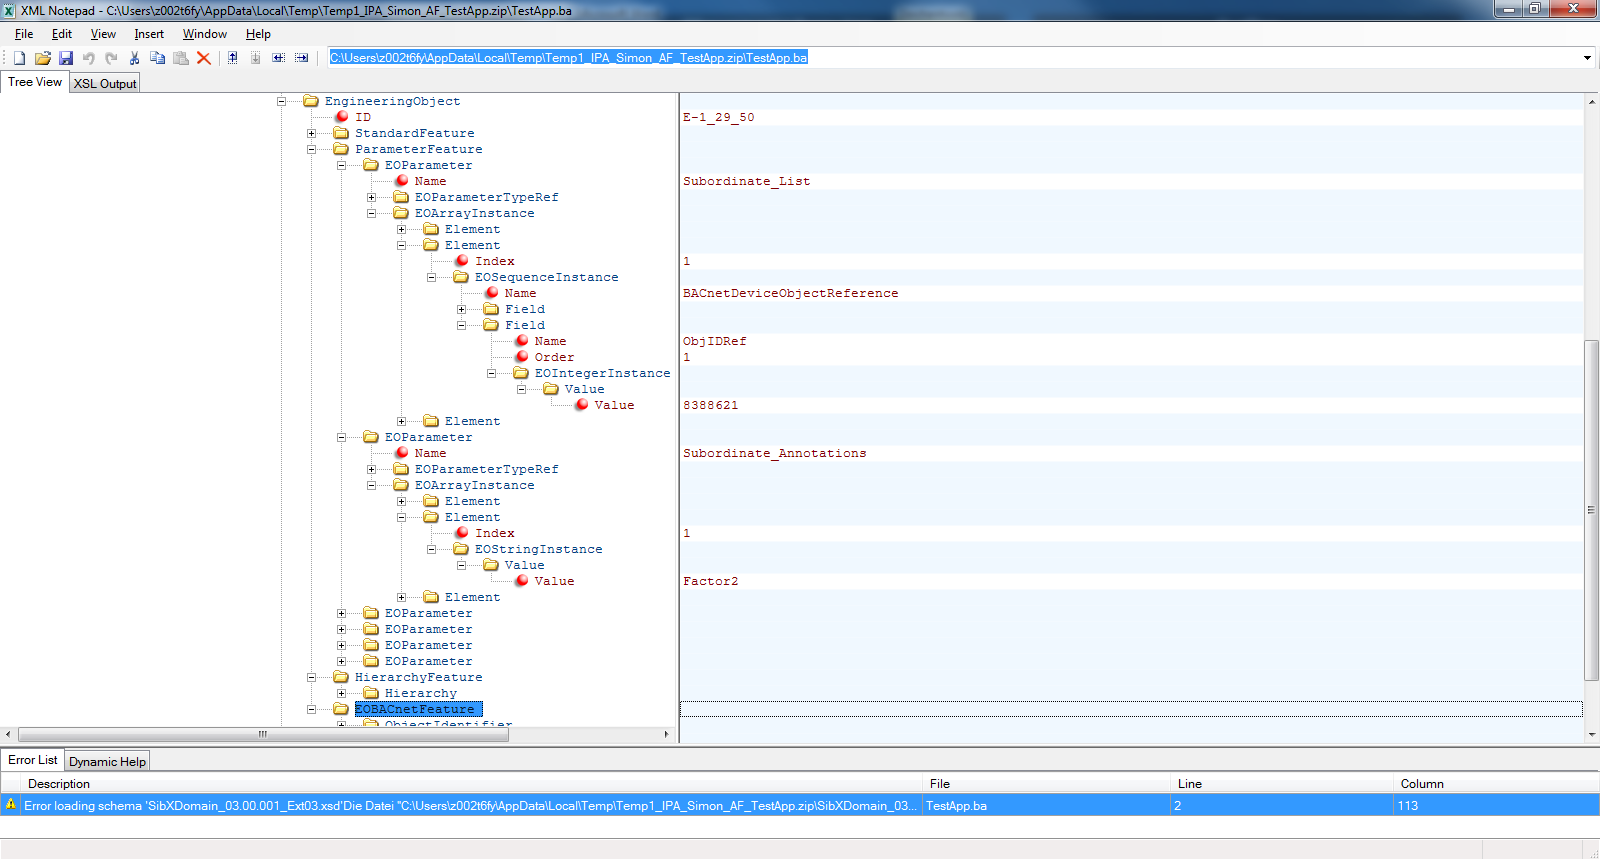 XML Notepad - C:\Users\z002t6fy\AppData\Local\Temp\Temp1_IPA_Simon_AF_TestApp.zip\TestApp.ba
File Edit View Insert Window Help
C:\Users\z002t6fy\AppData\Local\Temp\Temp1_IPA_Simon_AF_TestApp.zip\TestApp.ba
Tree View XSL Output
EngineeringObject
ID E-1_29_50
StandardFeature
ParameterFeature
EOParameter
Name Subordinate_List
EOParameterTypeRef
EOArrayInstance
Element
Element
Index 1
EOSequenceInstance
Name BACnetDeviceObjectReference
Field
Field
Name ObjIDRef
Order 1
EOIntegerInstance
Value
Value 8388621
Element
EOParameter
Name Subordinate_Annotations
EOParameterTypeRef
EOArrayInstance
Element
Element
Index 1
EOStringInstance
Value
Value Factor2
Element
EOParameter
EOParameter
EOParameter
EOParameter
HierarchyFeature
Hierarchy
EOBACnetFeature
ObjectIdentifier
Error List Dynamic Help
Description File Line Column
Error loading schema 'SibXDomain_03.00.001_Ext03.xsd'Die Datei "C:\Users\z002t6fy\AppData\Local\Temp\Temp1_IPA_Simon_AF_TestApp.zip\SibXDomain_03... TestApp.ba 2 113